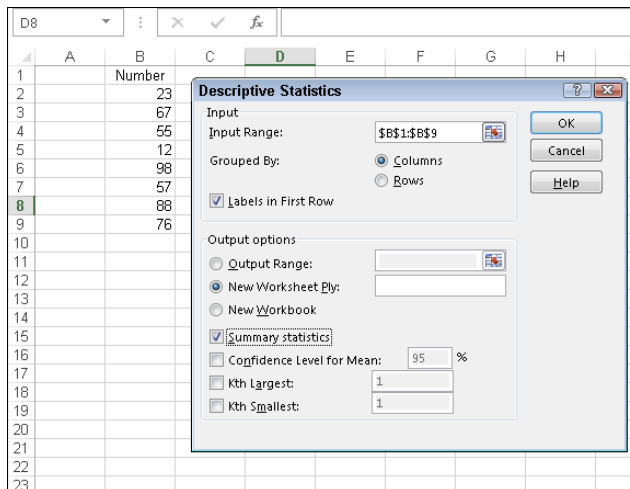 D8 fx
A B C D E F G H
1 Number
2 23
3 67
4 55
5 12
6 98
7 57
8 88
9 76
10
11
12
13
14
15
16
17
18
19
20
21
22
23
Descriptive Statistics ?
Input
Input Range: $B$1:$B$9
Grouped By: Columns
Rows
Labels in First Row
Output options
Output Range:
New Worksheet Ply:
New Workbook
Summary statistics
Confidence Level for Mean: 95 %
Kth Largest: 1
Kth Smallest: 1
OK
Cancel
Help